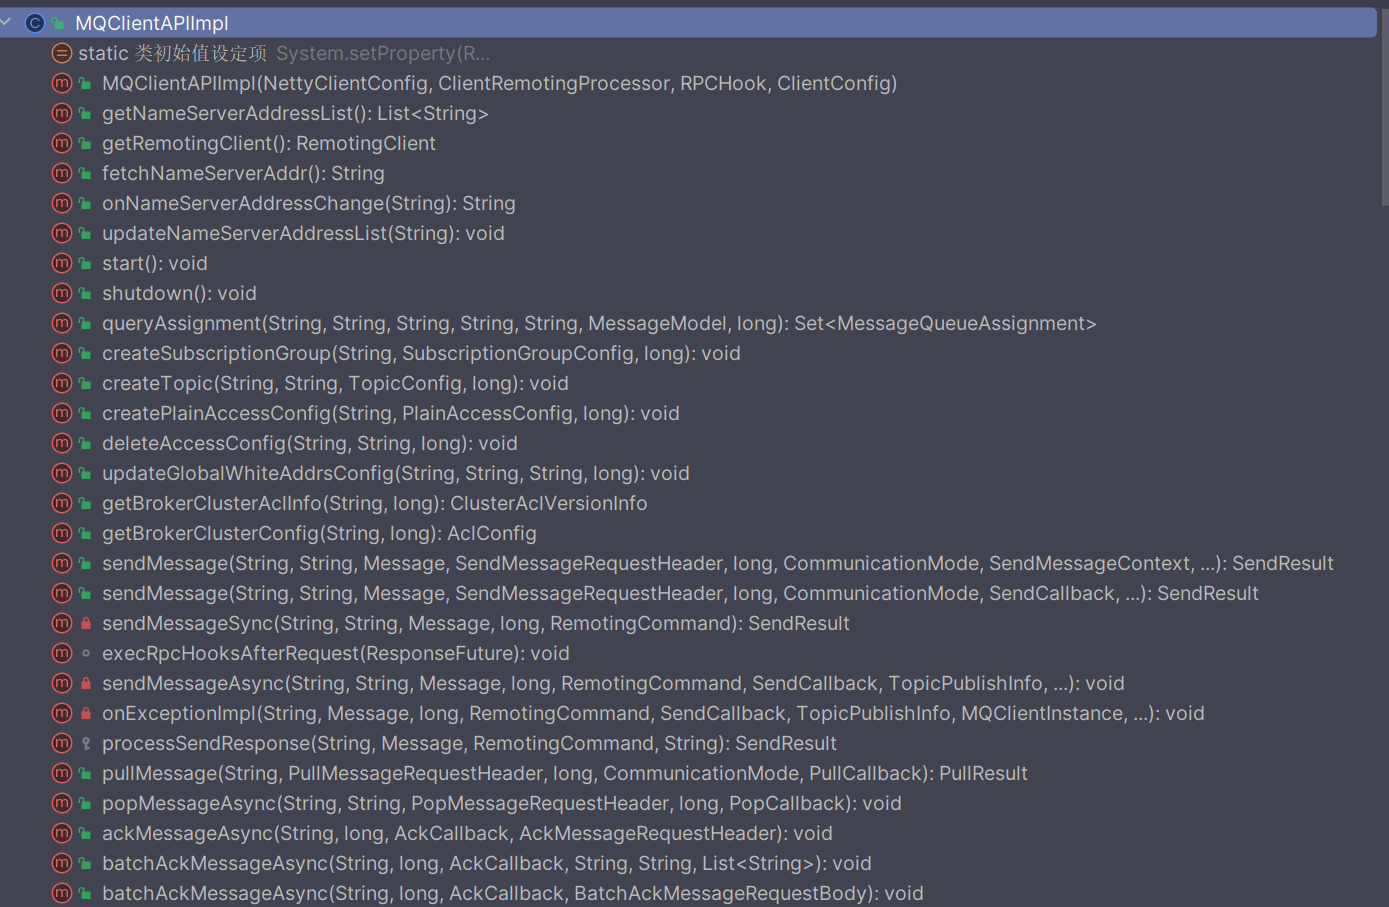 MQClientAPIImpl
static 类初始值设定项 System.setProperty(R...
MQClientAPIImpl(NettyClientConfig, ClientRemotingProcessor, RPCHook, ClientConfig)
getNameServerAddressList(): List<String>
getRemotingClient(): RemotingClient
fetchNameServerAddr(): String
onNameServerAddressChange(String): String
updateNameServerAddressList(String): void
start(): void
shutdown(): void
queryAssignment(String, String, String, String, String, MessageModel, long): Set<MessageQueueAssignment>
createSubscriptionGroup(String, SubscriptionGroupConfig, long): void
createTopic(String, String, TopicConfig, long): void
createPlainAccessConfig(String, PlainAccessConfig, long): void
deleteAccessConfig(String, String, long): void
updateGlobalWhiteAddrsConfig(String, String, String, long): void
getBrokerClusterAclInfo(String, long): ClusterAclVersionInfo
getBrokerClusterConfig(String, long): AclConfig
sendMessage(String, String, Message, SendMessageRequestHeader, long, CommunicationMode, SendMessageContext, ...): SendResult
sendMessage(String, String, Message, SendMessageRequestHeader, long, CommunicationMode, SendCallback, ...): SendResult
sendMessageSync(String, String, Message, long, RemotingCommand): SendResult
execRpcHooksAfterRequest(ResponseFuture): void
sendMessageAsync(String, String, Message, long, RemotingCommand, SendCallback, TopicPublishInfo, ...): void
onExceptionImpl(String, Message, long, RemotingCommand, SendCallback, TopicPublishInfo, MQClientInstance, ...): void
processSendResponse(String, Message, RemotingCommand, String): SendResult
pullMessage(String, PullMessageRequestHeader, long, CommunicationMode, PullCallback): PullResult
popMessageAsync(String, String, PopMessageRequestHeader, long, PopCallback): void
ackMessageAsync(String, long, AckCallback, AckMessageRequestHeader): void
batchAckMessageAsync(String, long, AckCallback, String, String, List<String>): void
batchAckMessageAsync(String, long, AckCallback, BatchAckMessageRequestBody): void